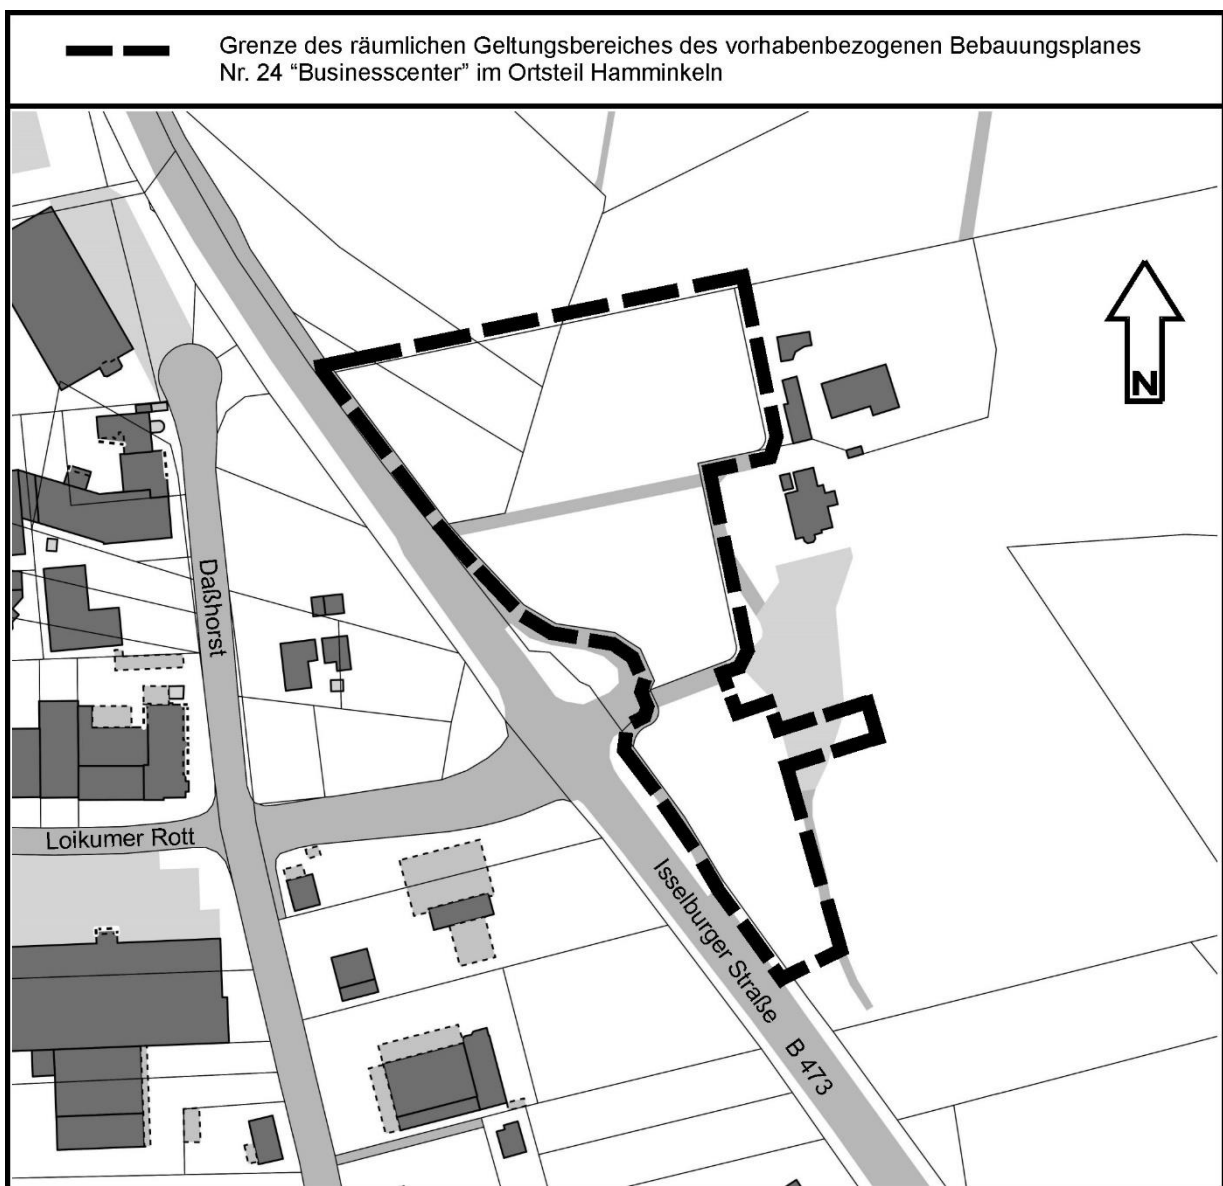 Grenze des räumlichen Geltungsbereiches des vorhabenbezogenen Bebauungsplanes
Nr. 24 “Businesscenter” im Ortsteil Hamminkeln
N
Daßhorst
Loikumer Rott
Isselburger Straße
B 473